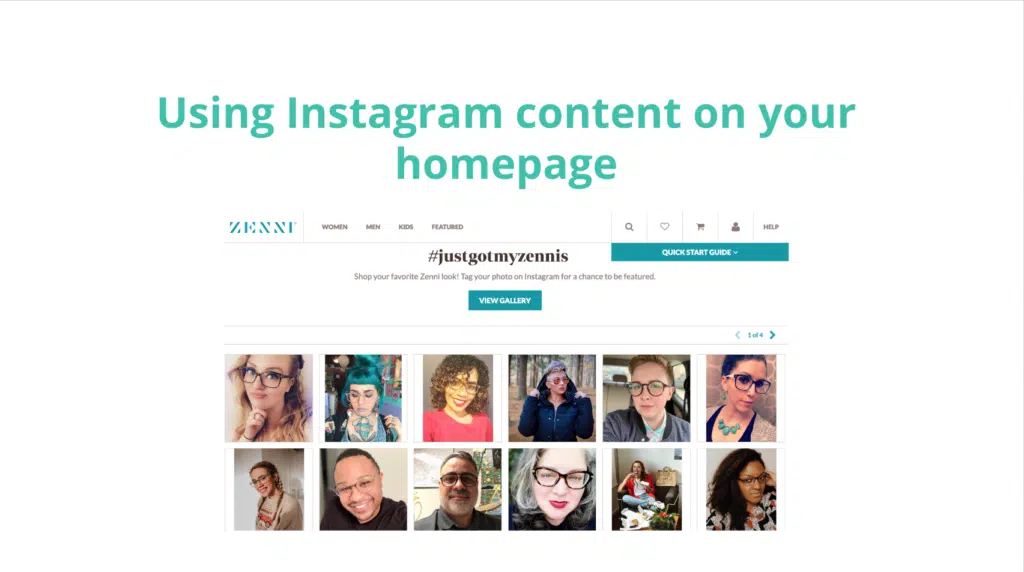 Using Instagram content on your
homepage
ZENNI
WOMEN MEN KIDS FEATURED HELP
QUICK START GUIDE
#justgotmyzennis
Shop your favorite Zenni look! Tag your photo on Instagram for a chance to be featured.
VIEW GALLERY
1 of 4